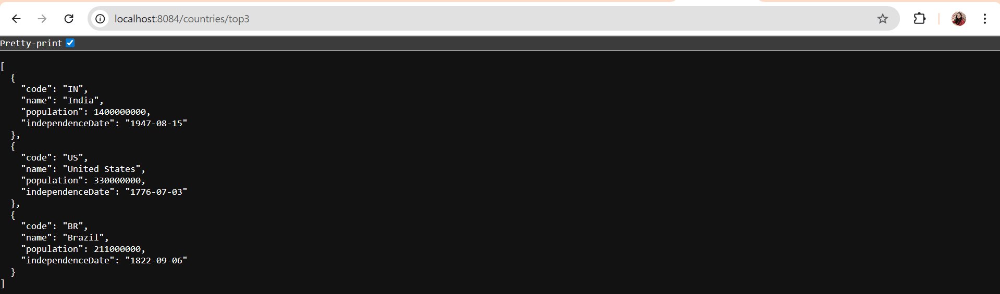 localhost:8084/countries/top3
Pretty-print
[
  {
    "code": "IN",
    "name": "India",
    "population": 1400000000,
    "independenceDate": "1947-08-15"
  },
  {
    "code": "US",
    "name": "United States",
    "population": 330000000,
    "independenceDate": "1776-07-03"
  },
  {
    "code": "BR",
    "name": "Brazil",
    "population": 211000000,
    "independenceDate": "1822-09-06"
  }
]